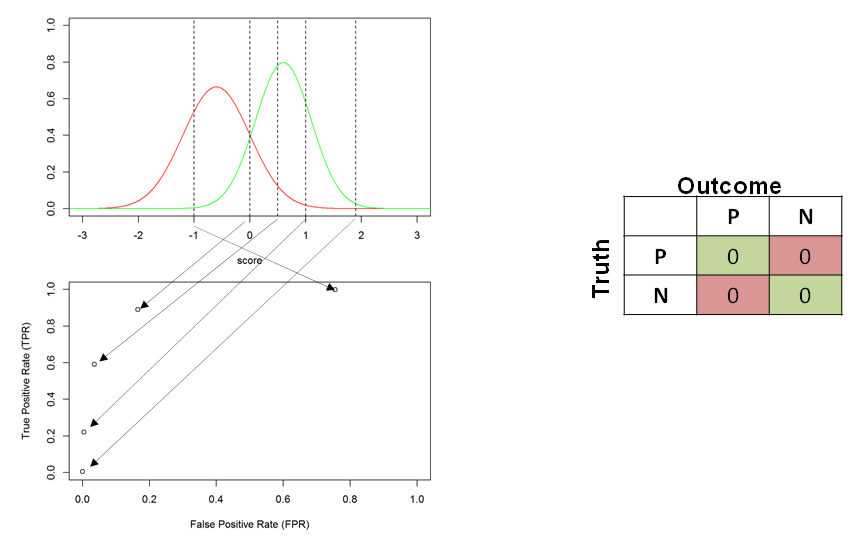 1.0
0.8
0.6
0.4
0.2
0.0
-3 -2 -1 0 1 2 3
score
True Positive Rate (TPR)
1.0
0.8
0.6
0.4
0.2
0.0
0.0 0.2 0.4 0.6 0.8 1.0
False Positive Rate (FPR)
Outcome
Truth
P N
P 0 0
N 0 0